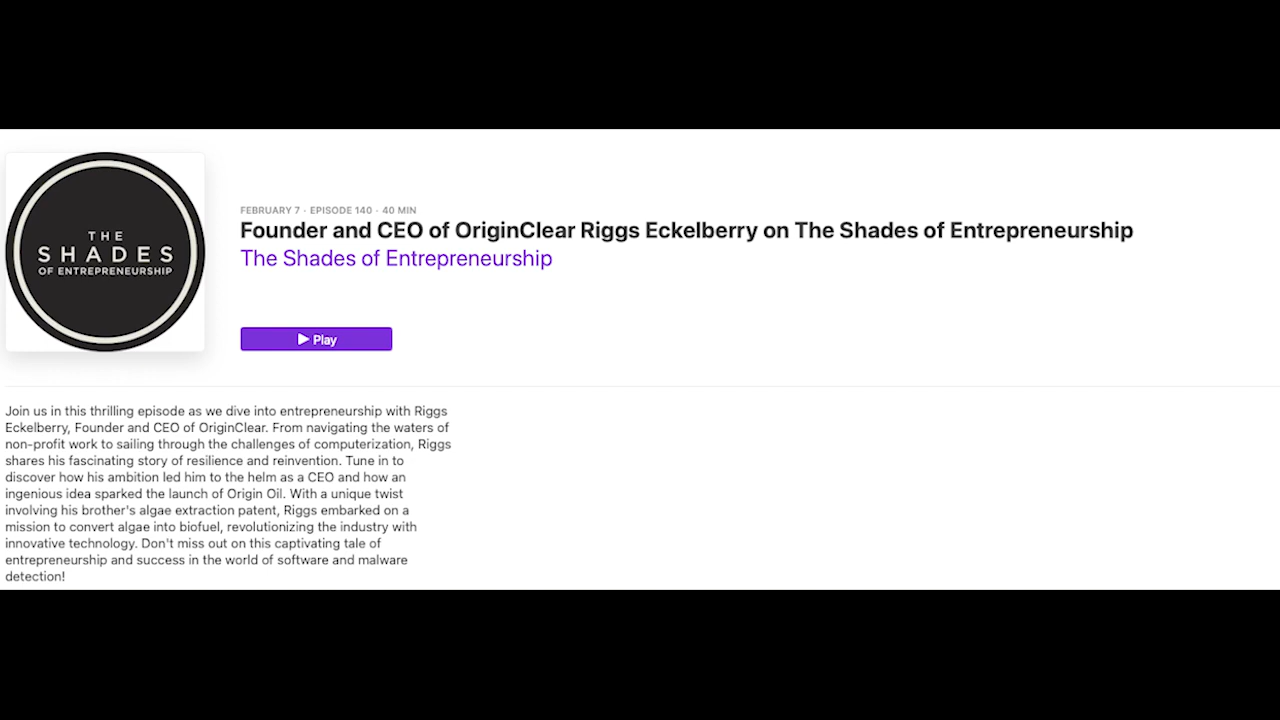 THE
SHADES
OF ENTREPRENEURSHIP
FEBRUARY 7 · EPISODE 140 · 40 MIN
Founder and CEO of OriginClear Riggs Eckelberry on The Shades of Entrepreneurship
The Shades of Entrepreneurship
Play
Join us in this thrilling episode as we dive into entrepreneurship with Riggs
Eckelberry, Founder and CEO of OriginClear. From navigating the waters of
non-profit work to sailing through the challenges of computerization, Riggs
shares his fascinating story of resilience and reinvention. Tune in to
discover how his ambition led him to the helm as a CEO and how an
ingenious idea sparked the launch of Origin Oil. With a unique twist
involving his brother's algae extraction patent, Riggs embarked on a
mission to convert algae into biofuel, revolutionizing the industry with
innovative technology. Don't miss out on this captivating tale of
entrepreneurship and success in the world of software and malware
detection!